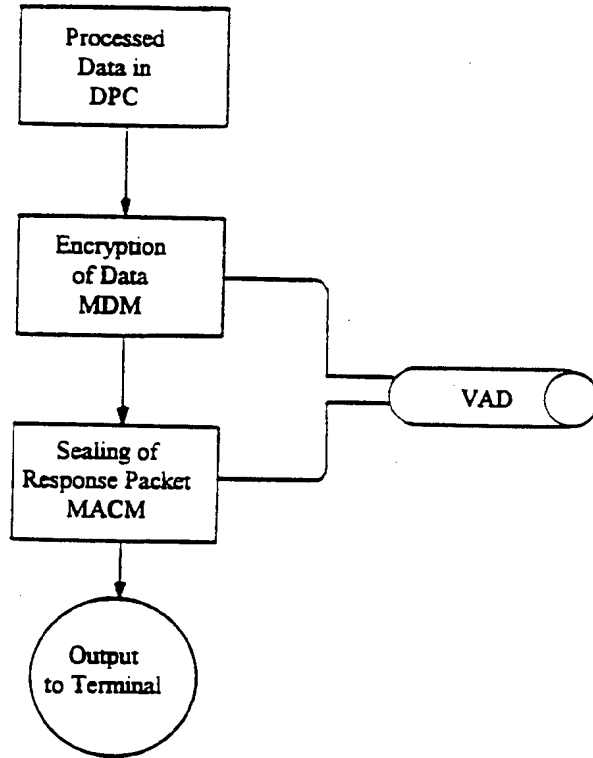 Processed
Data in
DPC
Encryption
of Data
MDM
VAD
Sealing of
Response Packet
MACM
Output
to Terminal